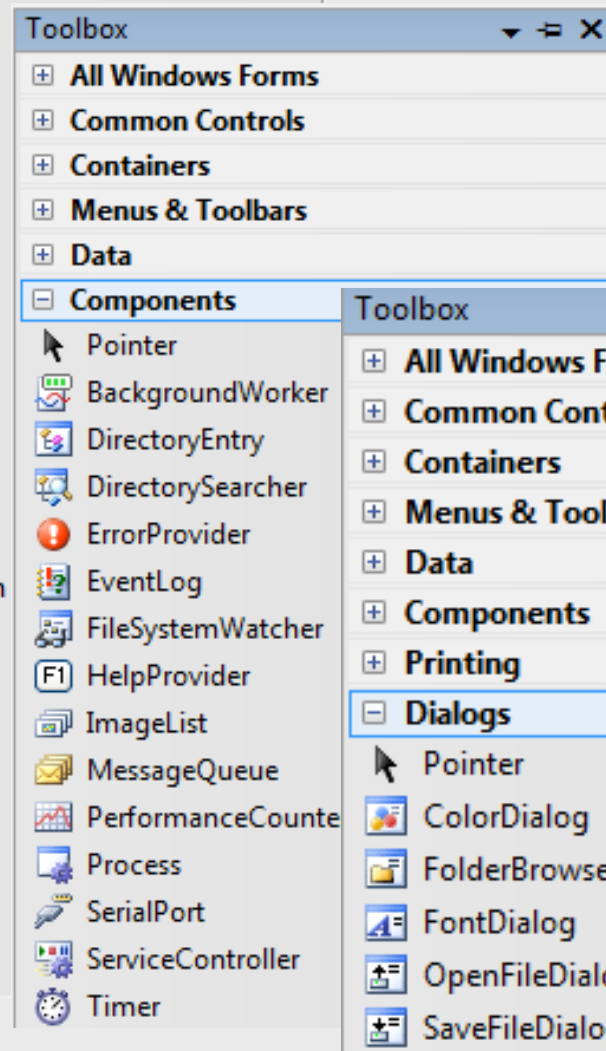 Toolbox
All Windows Forms
Common Controls
Containers
Menus & Toolbars
Data
Components
Pointer
BackgroundWorker
DirectoryEntry
DirectorySearcher
ErrorProvider
EventLog
FileSystemWatcher
F1 HelpProvider
ImageList
MessageQueue
PerformanceCounte
Process
SerialPort
ServiceController
Timer
Toolbox
All Windows F
Common Cont
Containers
Menus & Tool
Data
Components
Printing
Dialogs
Pointer
ColorDialog
FolderBrowse
FontDialog
OpenFileDialo
SaveFileDialo